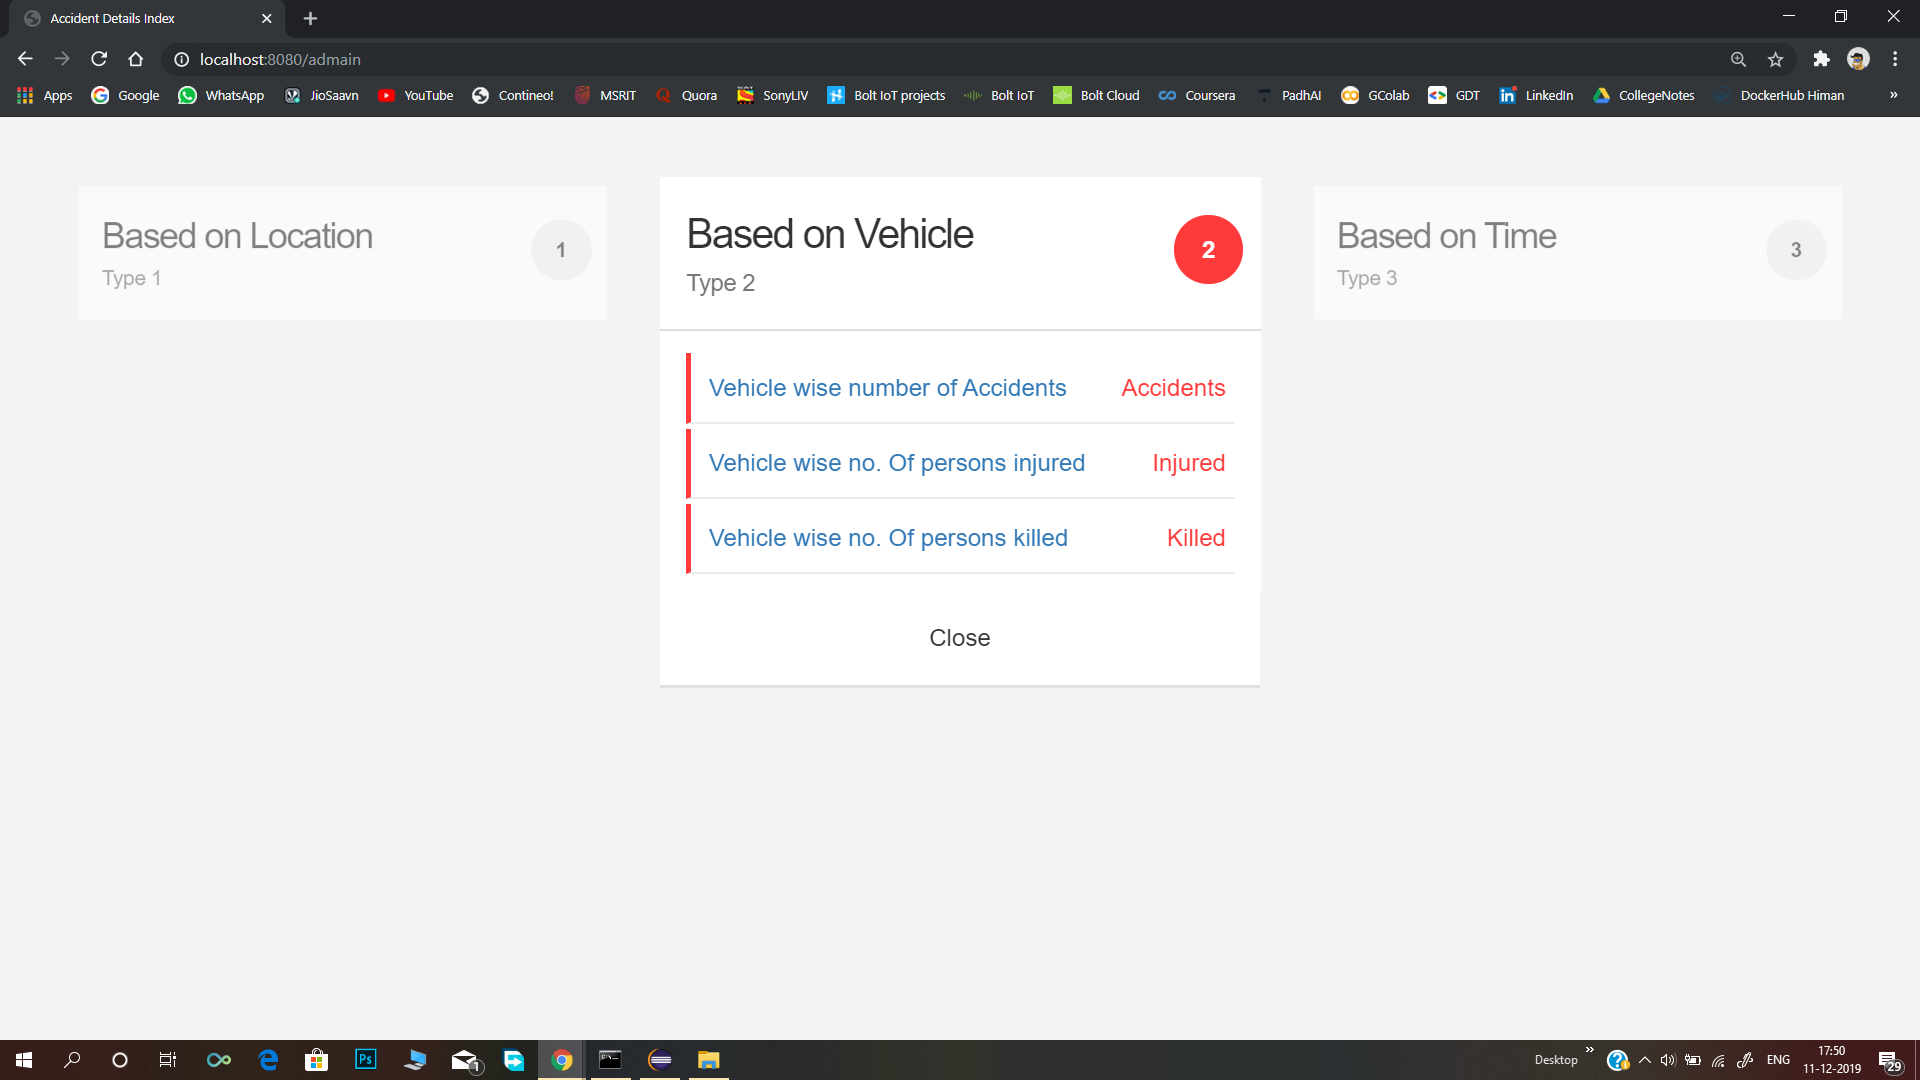 Accident Details Index
localhost:8080/admain
Apps Google WhatsApp JioSaavn YouTube Contineo! MSRIT Quora SonyLIV Bolt IoT projects Bolt IoT Bolt Cloud Coursera PadhAI GColab GDT LinkedIn CollegeNotes DockerHub Himan »
Based on Location
Type 1
1
Based on Vehicle
Type 2
2
Vehicle wise number of Accidents Accidents
Vehicle wise no. Of persons injured Injured
Vehicle wise no. Of persons killed Killed
Close
Based on Time
Type 3
3
Ps
1
Desktop »
ENG
17:50
11-12-2019
29